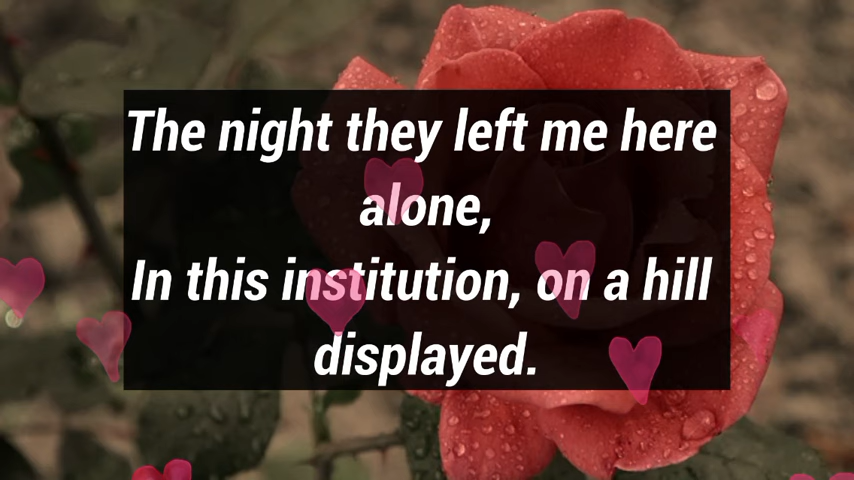 The night they left me here
alone,
In this institution, on a hill
displayed.